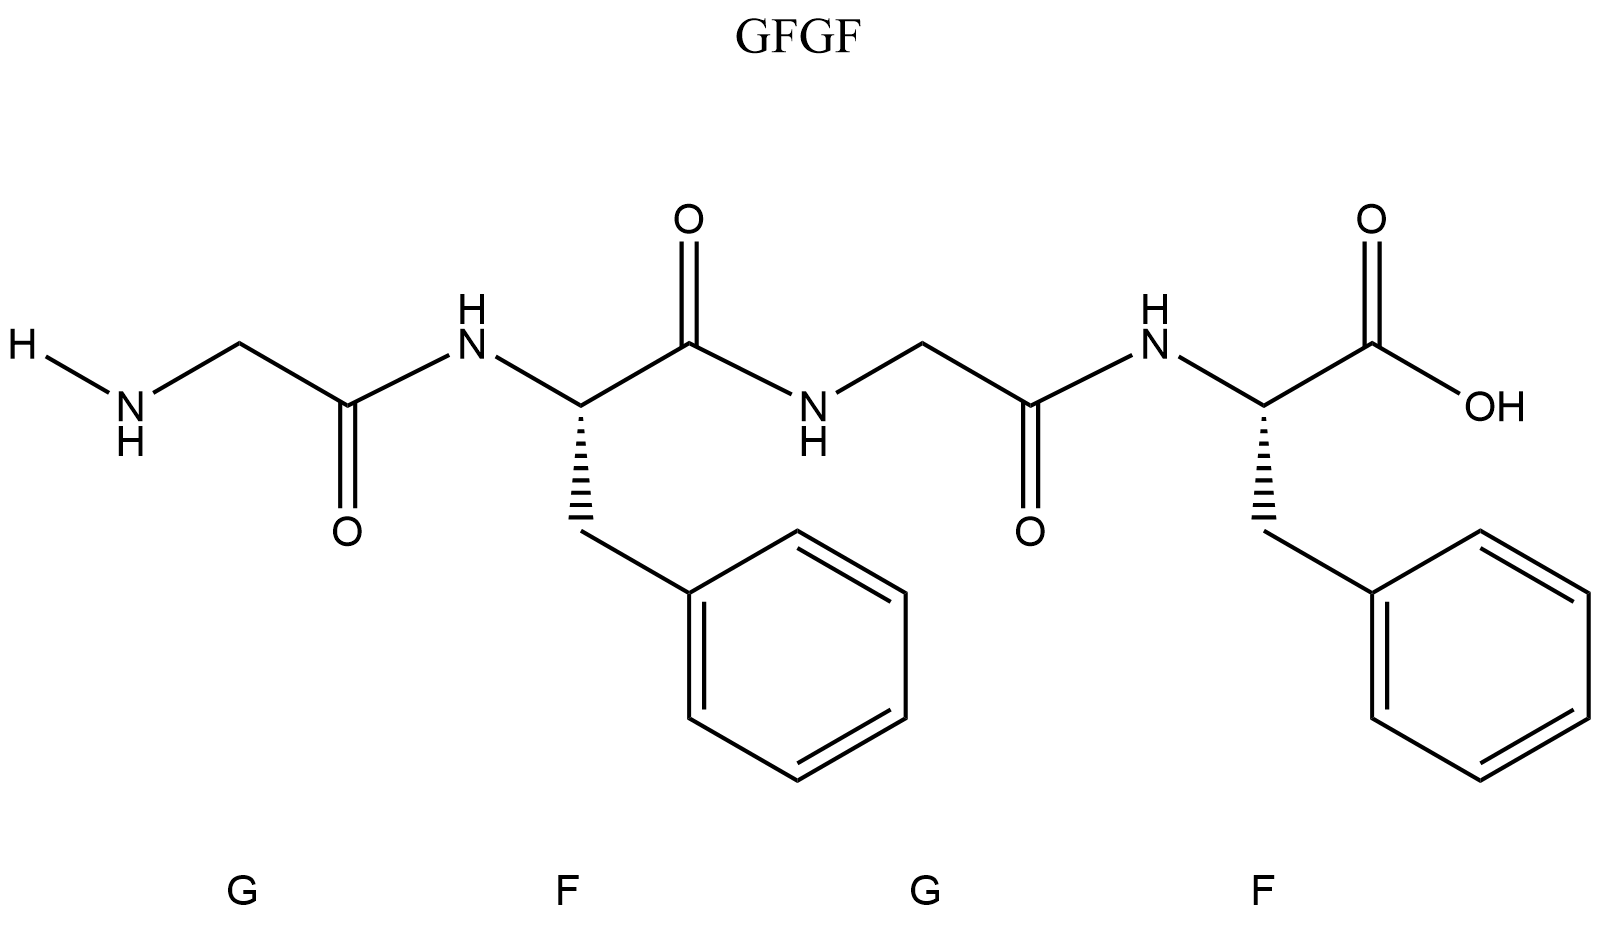 GFGF
O O
H H
H N N
N N OH
H H
O O
G F G F